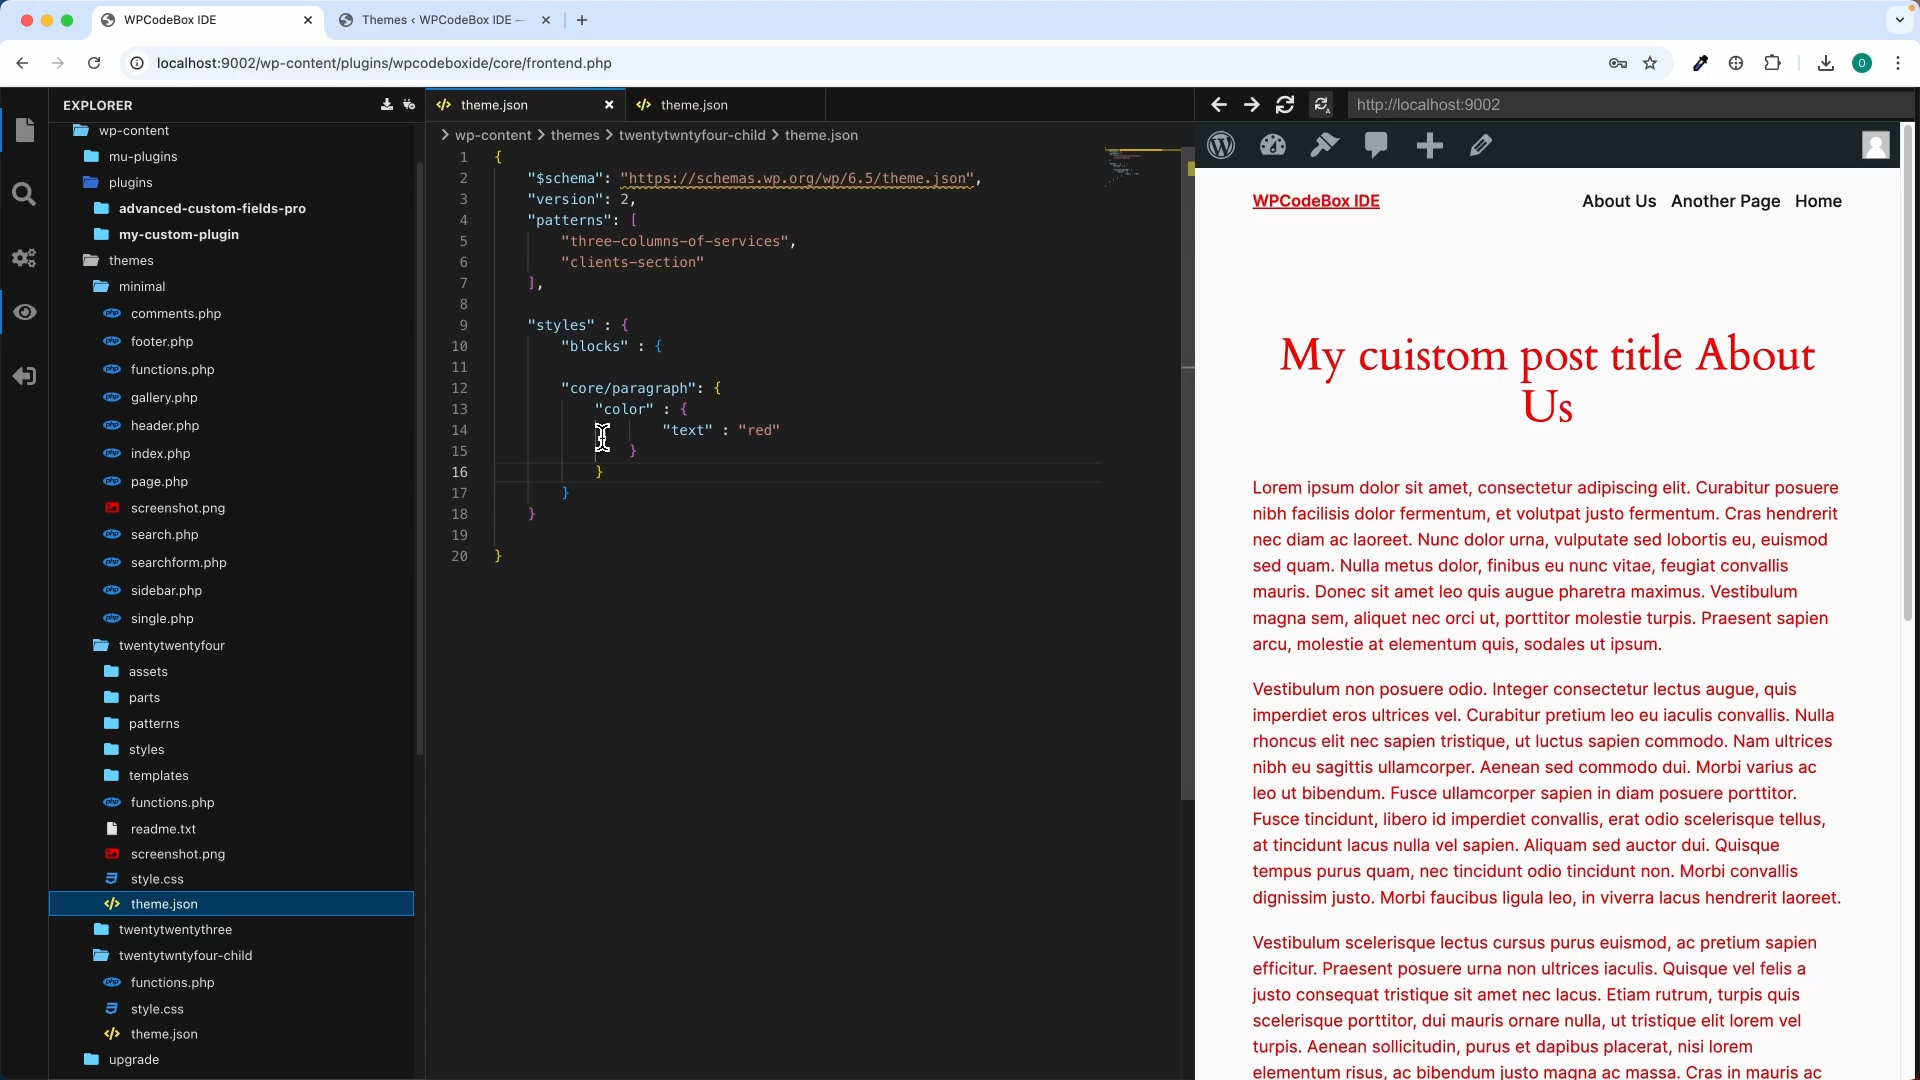 WPCodeBox IDE
Themes ‹ WPCodeBox IDE —
localhost:9002/wp-content/plugins/wpcodeboxide/core/frontend.php
O
EXPLORER
wp-content
mu-plugins
plugins
advanced-custom-fields-pro
my-custom-plugin
themes
minimal
comments.php
footer.php
functions.php
gallery.php
header.php
index.php
page.php
screenshot.png
search.php
searchform.php
sidebar.php
single.php
twentytwentyfour
assets
parts
patterns
styles
templates
functions.php
readme.txt
screenshot.png
style.css
theme.json
twentytwentythree
twentytwntyfour-child
functions.php
style.css
theme.json
upgrade
theme.json
theme.json
wp-content > themes > twentytwntyfour-child > theme.json
1 {
2 "$schema": "https://schemas.wp.org/wp/6.5/theme.json",
3 "version": 2,
4 "patterns": [
5 "three-columns-of-services",
6 "clients-section"
7 ],
8
9 "styles" : {
10 "blocks" : {
11
12 "core/paragraph": {
13 "color" : {
14 "text" : "red"
15 }
16 }
17 }
18 }
19
20 }
http://localhost:9002
WPCodeBox IDE
About Us Another Page Home
My cuistom post title About
Us
Lorem ipsum dolor sit amet, consectetur adipiscing elit. Curabitur posuere
nibh facilisis dolor fermentum, et volutpat justo fermentum. Cras hendrerit
nec diam ac laoreet. Nunc dolor urna, vulputate sed lobortis eu, euismod
sed quam. Nulla metus dolor, finibus eu nunc vitae, feugiat convallis
mauris. Donec sit amet leo quis augue pharetra maximus. Vestibulum
magna sem, aliquet nec orci ut, porttitor molestie turpis. Praesent sapien
arcu, molestie at elementum quis, sodales ut ipsum.
Vestibulum non posuere odio. Integer consectetur lectus augue, quis
imperdiet eros ultrices vel. Curabitur pretium leo eu iaculis convallis. Nulla
rhoncus elit nec sapien tristique, ut luctus sapien commodo. Nam ultrices
nibh eu sagittis ullamcorper. Aenean sed commodo dui. Morbi varius ac
leo ut bibendum. Fusce ullamcorper sapien in diam posuere porttitor.
Fusce tincidunt, libero id imperdiet convallis, erat odio scelerisque tellus,
at tincidunt lacus nulla vel sapien. Aliquam sed auctor dui. Quisque
tempus purus quam, nec tincidunt odio tincidunt non. Morbi convallis
dignissim justo. Morbi faucibus ligula leo, in viverra lacus hendrerit laoreet.
Vestibulum scelerisque lectus cursus purus euismod, ac pretium sapien
efficitur. Praesent posuere urna non ultrices iaculis. Quisque vel felis a
justo consequat tristique sit amet nec lacus. Etiam rutrum, turpis quis
scelerisque porttitor, dui mauris ornare nulla, ut tristique elit lorem vel
turpis. Aenean sollicitudin, purus et dapibus placerat, nisi lorem
elementum risus, ac bibendum justo magna ac massa. Cras in mauris ac